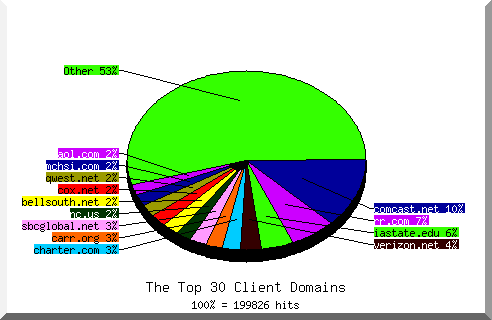 Other 53%
aol.com 2%
mchsi.com 2%
qwest.net 2%
cox.net 2%
bellsouth.net 2%
nc.us 2%
sbcglobal.net 3%
carr.org 3%
charter.com 3%
comcast.net 10%
rr.com 7%
iastate.edu 6%
verizon.net 4%
The Top 30 Client Domains
100% = 199826 hits